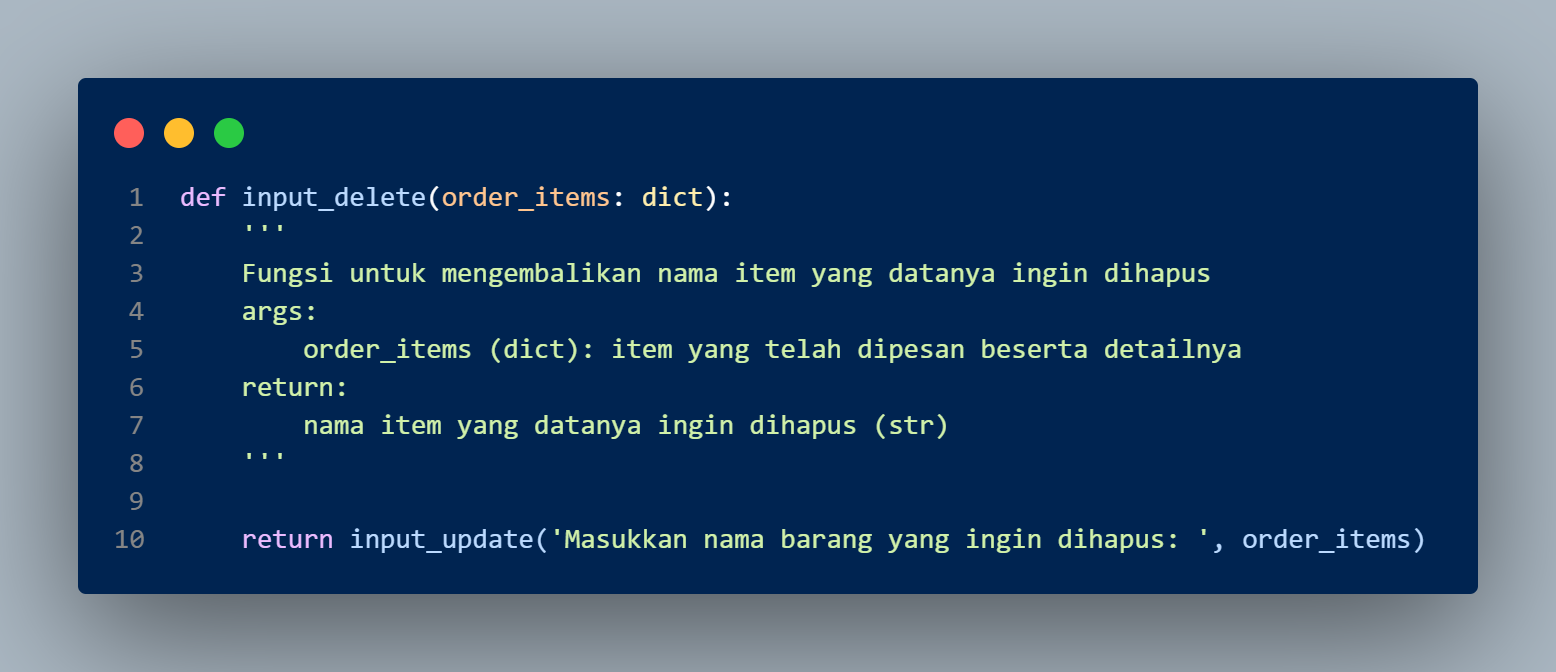 1 def input_delete(order_items: dict):
2     '''
3     Fungsi untuk mengembalikan nama item yang datanya ingin dihapus
4     args:
5         order_items (dict): item yang telah dipesan beserta detailnya
6     return:
7         nama item yang datanya ingin dihapus (str)
8     '''
9
10     return input_update('Masukkan nama barang yang ingin dihapus: ', order_items)